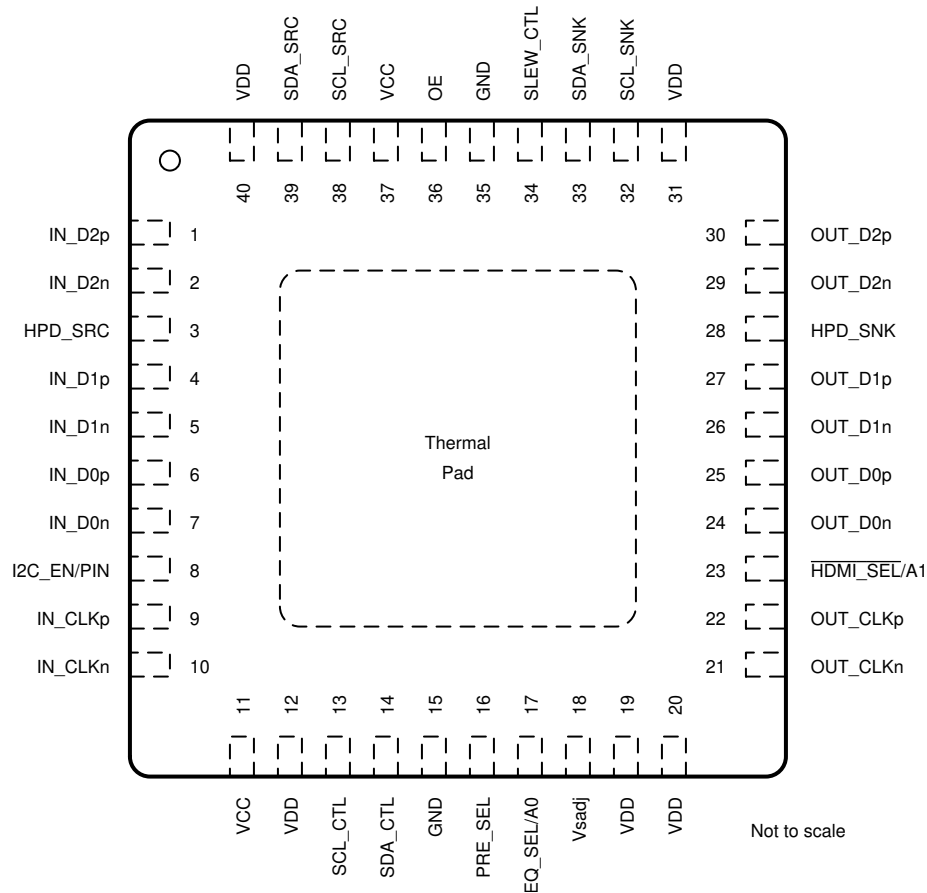 VDD
SDA_SRC
SCL_SRC
VCC
OE
GND
SLEW_CTL
SDA_SNK
SCL_SNK
VDD
40
39
38
37
36
35
34
33
32
31
IN_D2p 1
IN_D2n 2
HPD_SRC 3
IN_D1p 4
IN_D1n 5
IN_D0p 6
IN_D0n 7
I2C_EN/PIN 8
IN_CLKp 9
IN_CLKn 10
Thermal
Pad
30 OUT_D2p
29 OUT_D2n
28 HPD_SNK
27 OUT_D1p
26 OUT_D1n
25 OUT_D0p
24 OUT_D0n
23 HDMI_SEL/A1
22 OUT_CLKp
21 OUT_CLKn
11
12
13
14
15
16
17
18
19
20
VCC
VDD
SCL_CTL
SDA_CTL
GND
PRE_SEL
EQ_SEL/A0
Vsadj
VDD
VDD
Not to scale